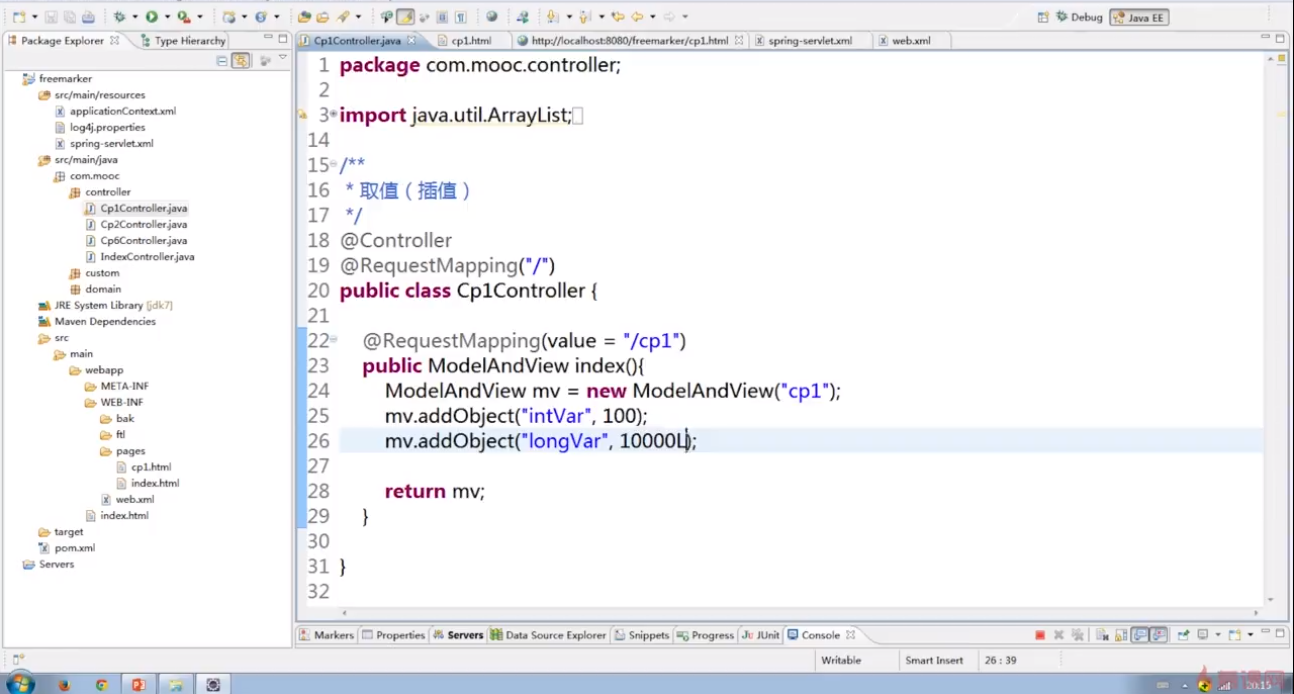 Debug
Java EE
Package Explorer
Type Hierarchy
Cp1Controller.java
cp1.html
http://localhost:8080/freemarker/cp1.html
spring-servlet.xml
web.xml
freemarker
src/main/resources
applicationContext.xml
log4j.properties
spring-servlet.xml
src/main/java
com.mooc
controller
Cp1Controller.java
Cp2Controller.java
Cp6Controller.java
IndexController.java
custom
domain
JRE System Library [jdk7]
Maven Dependencies
src
main
webapp
META-INF
WEB-INF
bak
ftl
pages
cp1.html
index.html
web.xml
index.html
target
pom.xml
Servers
1 package com.mooc.controller;
2
3 import java.util.ArrayList;
14
15 /**
16 * 取值（插值）
17 */
18 @Controller
19 @RequestMapping("/")
20 public class Cp1Controller {
21
22 @RequestMapping(value = "/cp1")
23 public ModelAndView index(){
24 ModelAndView mv = new ModelAndView("cp1");
25 mv.addObject("intVar", 100);
26 mv.addObject("longVar", 10000L);
27
28 return mv;
29 }
30
31 }
32
Markers
Properties
Servers
Data Source Explorer
Snippets
Progress
JUnit
Console
Writable
Smart Insert
26 : 39
20:15